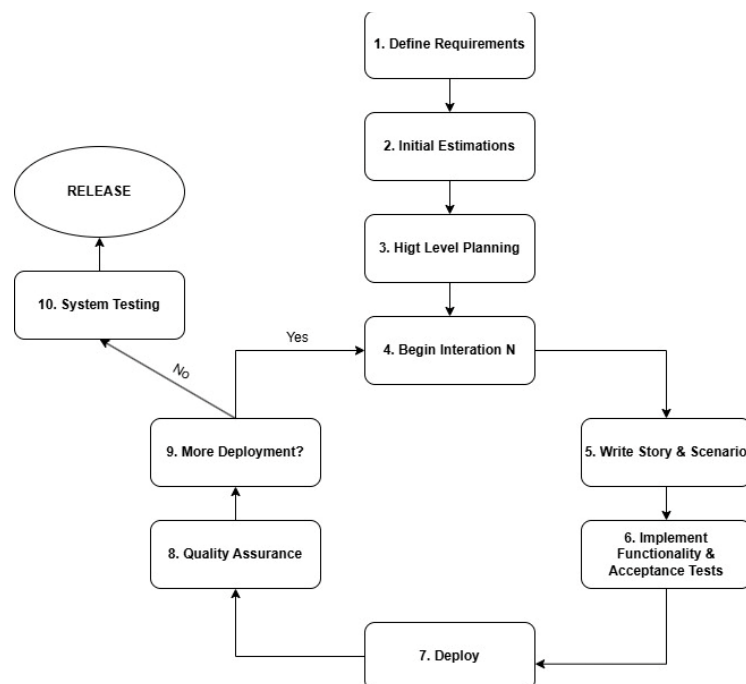 1. Define Requirements
2. Initial Estimations
RELEASE
3. Higt Level Planning
10. System Testing
Yes
4. Begin Interation N
No
9. More Deployment?
5. Write Story & Scenario
8. Quality Assurance
6. Implement
Functionality &
Acceptance Tests
7. Deploy